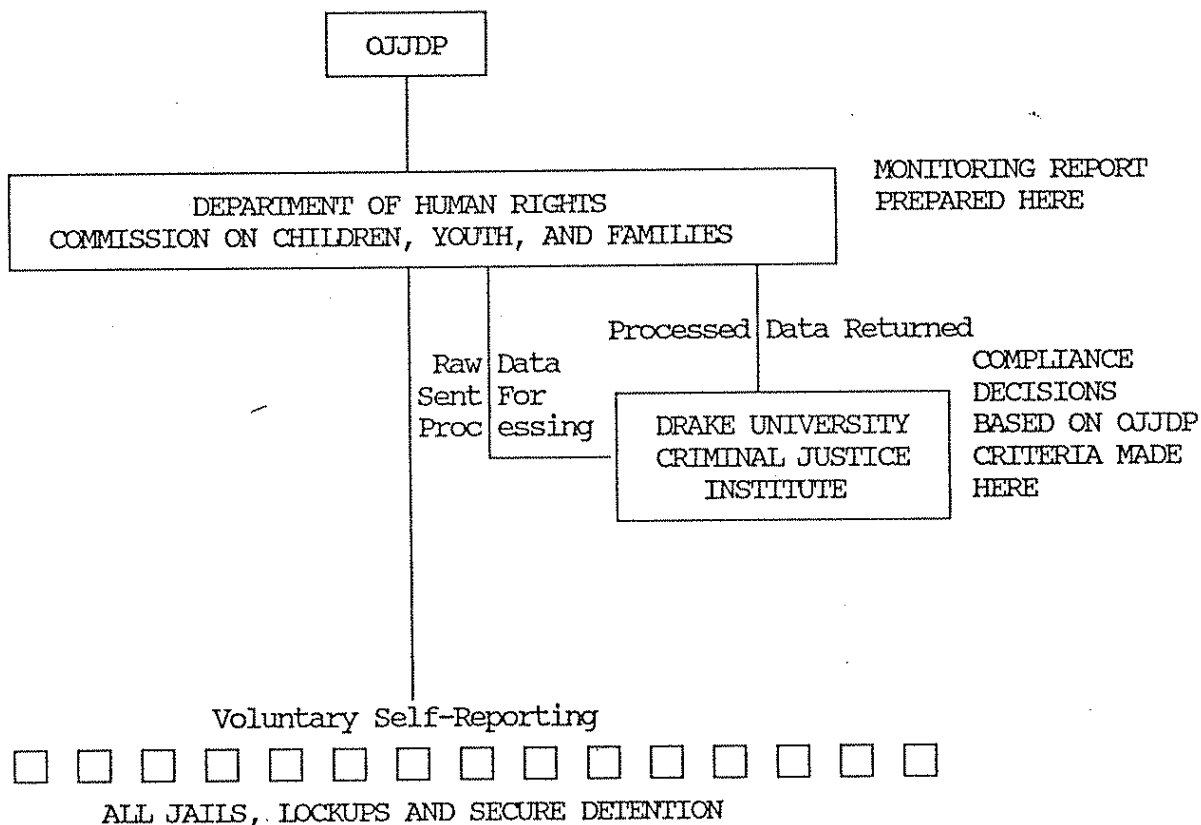 OJJDP
DEPARTMENT OF HUMAN RIGHTS
COMMISSION ON CHILDREN, YOUTH, AND FAMILIES
MONITORING REPORT
PREPARED HERE
Processed Data Returned
Raw Data
Sent For
Processing
DRAKE UNIVERSITY
CRIMINAL JUSTICE
INSTITUTE
COMPLIANCE
DECISIONS
BASED ON OJJDP
CRITERIA MADE
HERE
Voluntary Self-Reporting
ALL JAILS, LOCKUPS AND SECURE DETENTION